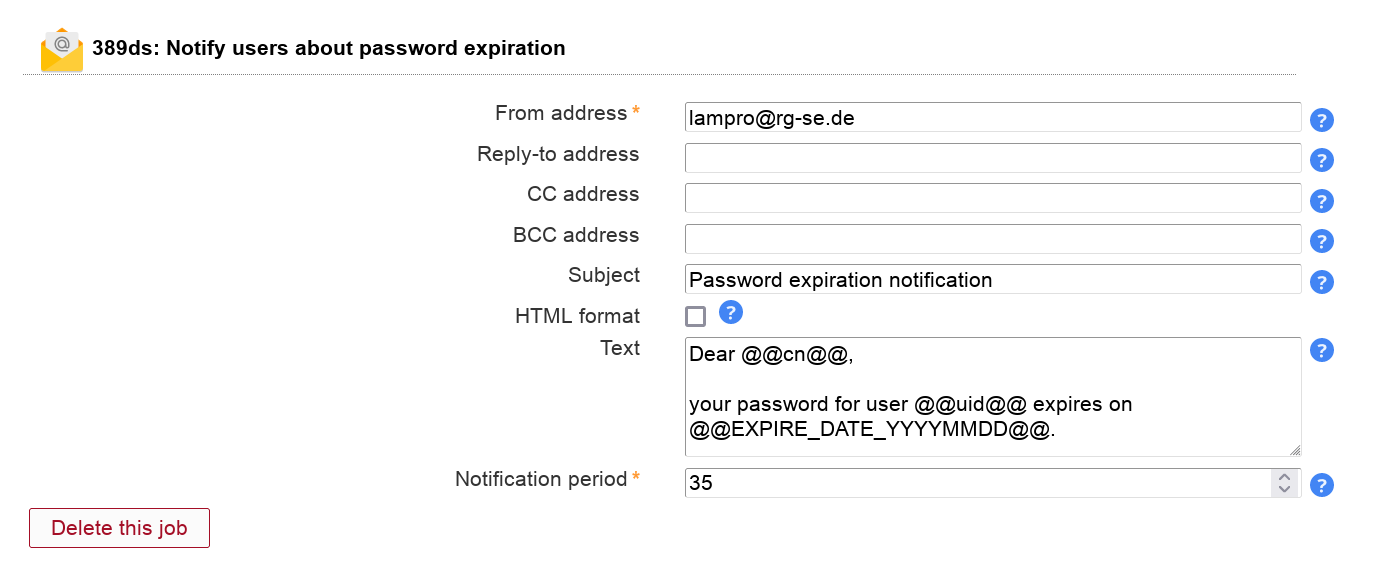 @
389ds: Notify users about password expiration
From address *
lampro@rg-se.de
?
Reply-to address
?
CC address
?
BCC address
?
Subject
Password expiration notification
?
HTML format
?
Text
Dear @@cn@@,
your password for user @@uid@@ expires on
@@EXPIRE_DATE_YYYYMMDD@@.
?
Notification period *
35
?
Delete this job